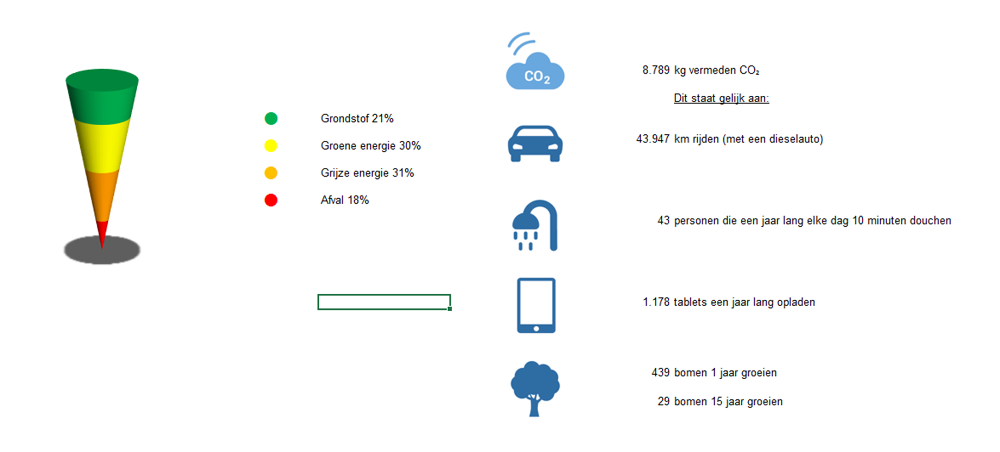 CO₂
8.789 kg vermeden CO₂
Dit staat gelijk aan:
Grondstof 21%
Groene energie 30%
Grijze energie 31%
Afval 18%
43.947 km rijden (met een dieselauto)
43 personen die een jaar lang elke dag 10 minuten douchen
1.178 tablets een jaar lang opladen
439 bomen 1 jaar groeien
29 bomen 15 jaar groeien